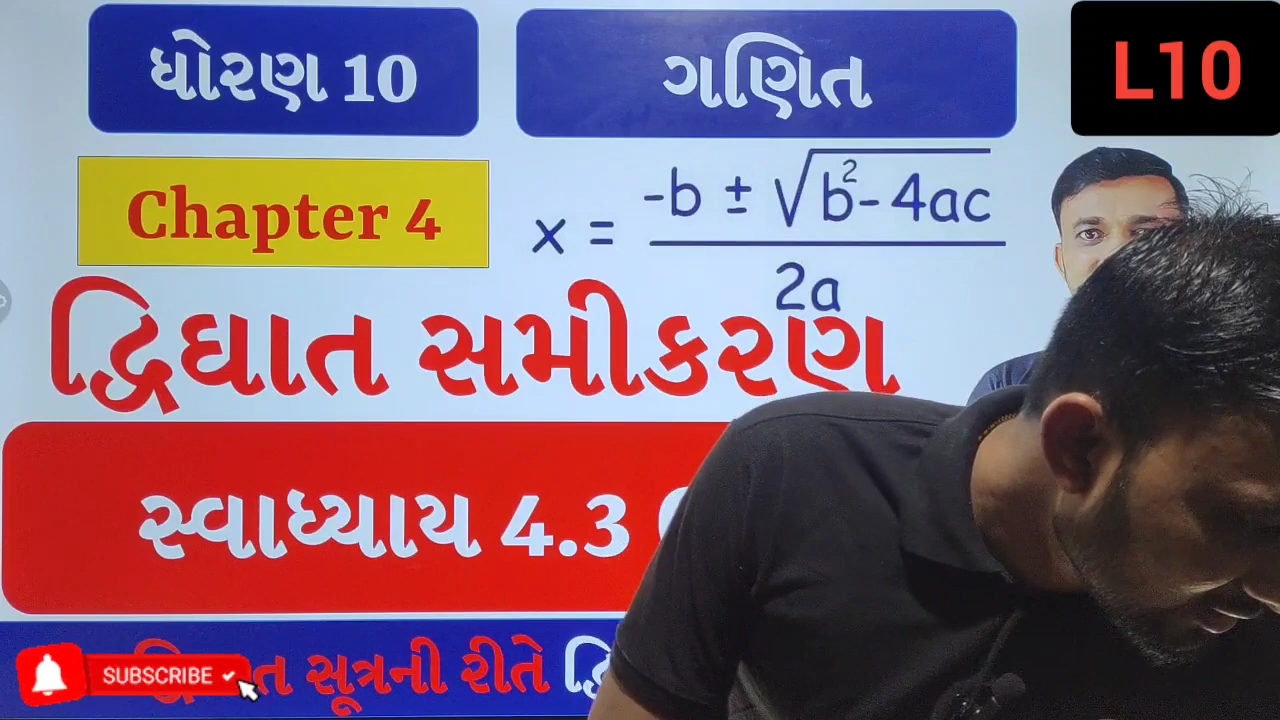 ધોરણ 10
ગણિત
L10
Chapter 4
x = -b ± √b²- 4ac
2a
દ્વિઘાત સમીકરણ
સ્વાધ્યાય 4.3
સૂત્રની રીતે
SUBSCRIBE